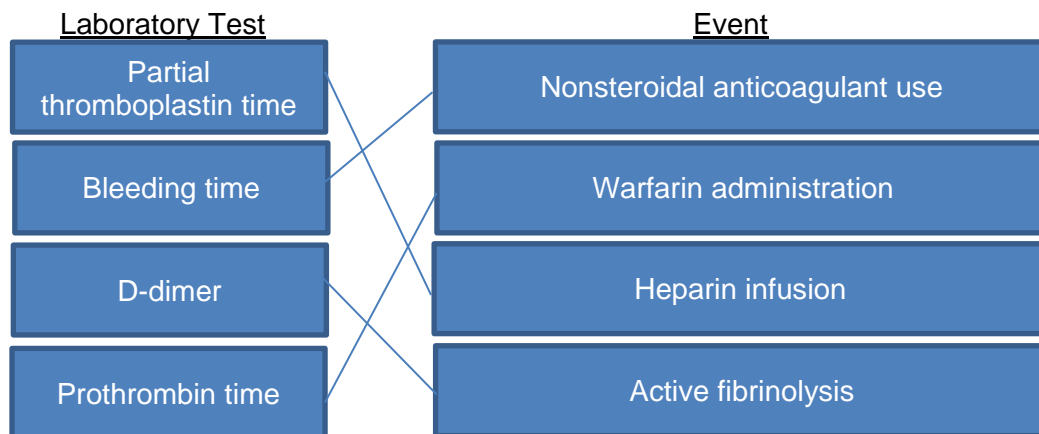 Laboratory Test
Partial
thromboplastin time
Bleeding time
D-dimer
Prothrombin time
Event
Nonsteroidal anticoagulant use
Warfarin administration
Heparin infusion
Active fibrinolysis